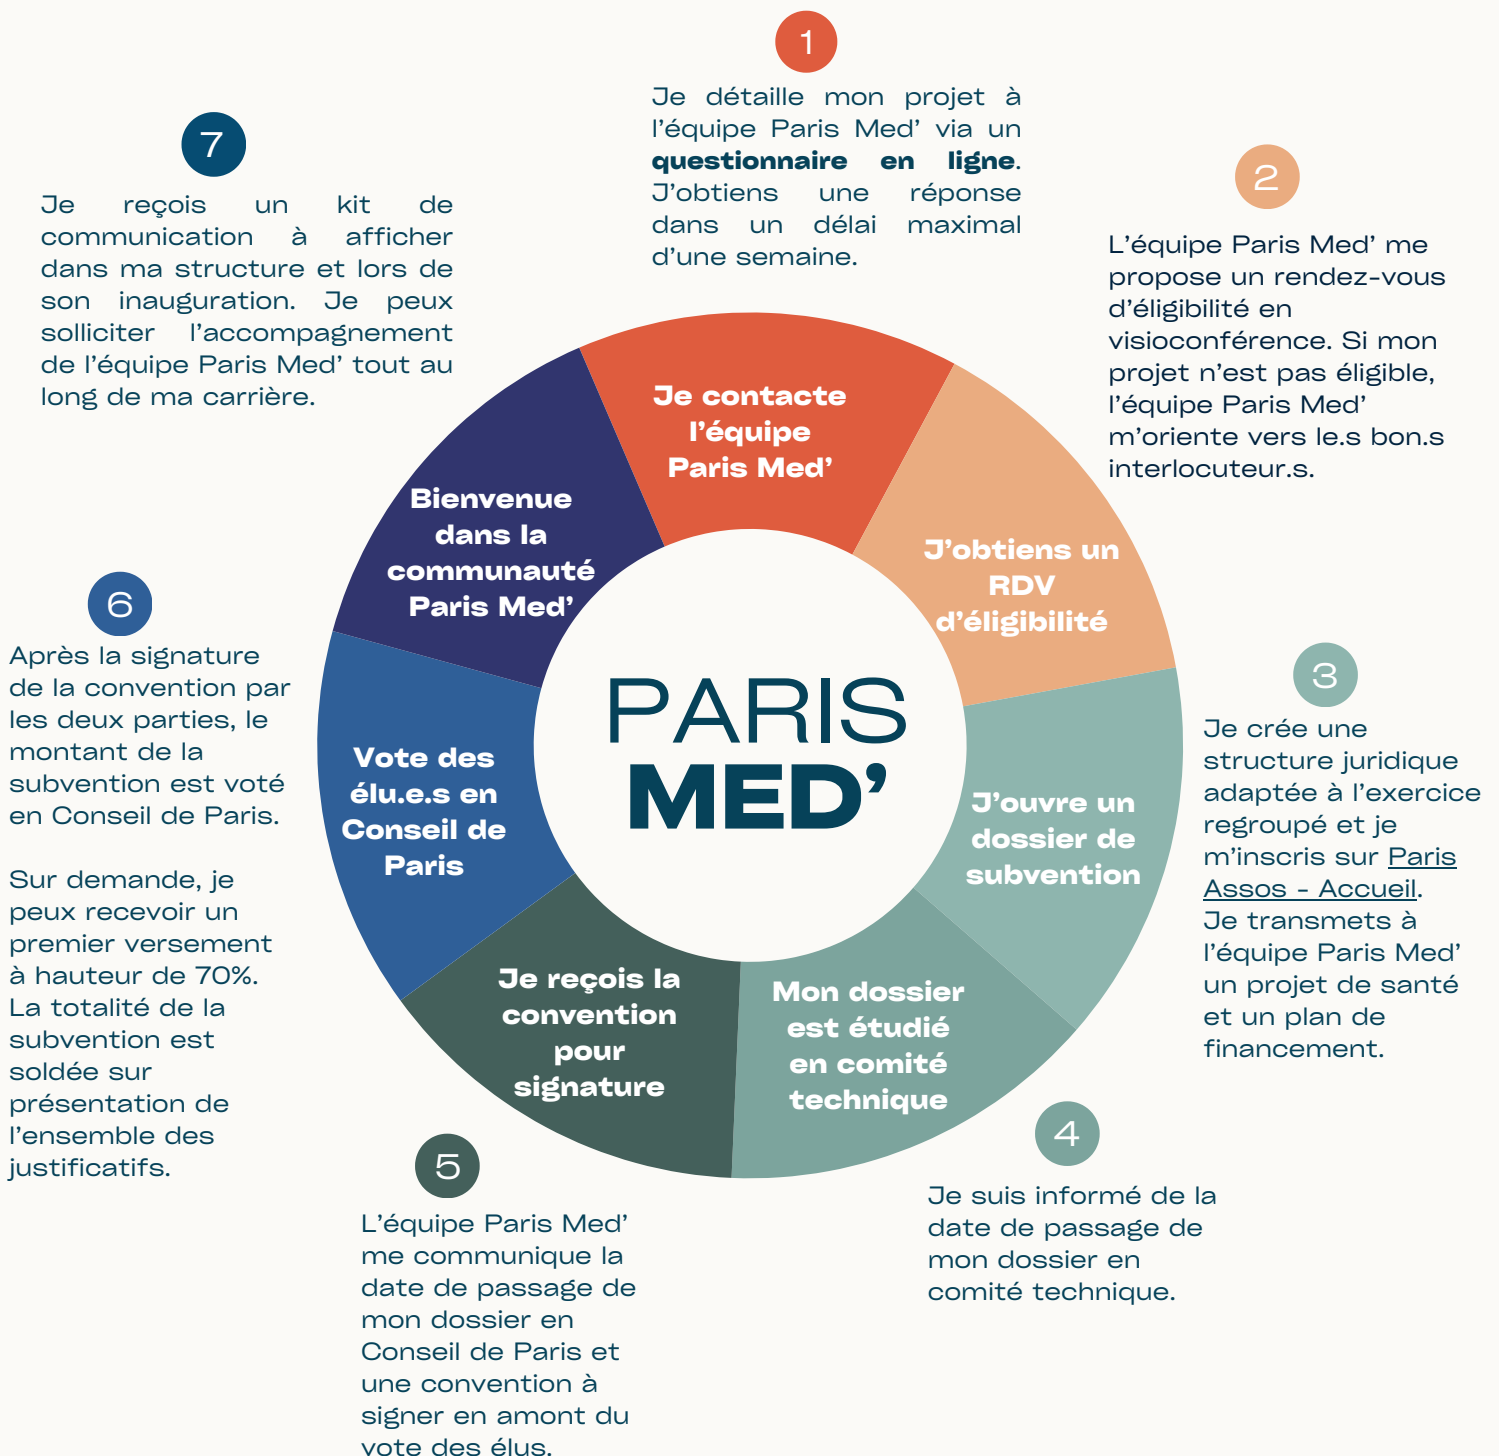 1
Je détaille mon projet à
l'équipe Paris Med' via un
questionnaire en ligne.
J'obtiens une réponse
dans un délai maximal
d'une semaine.
Je contacte
l'équipe
Paris Med'
2
L'équipe Paris Med' me
propose un rendez-vous
d'éligibilité en
visioconférence. Si mon
projet n'est pas éligible,
l'équipe Paris Med'
m'oriente vers le.s bon.s
interlocuteur.s.
J'obtiens un
RDV
d'éligibilité
3
Je crée une
structure juridique
adaptée à l'exercice
regroupé et je
m'inscris sur Paris
Assos - Accueil.
Je transmets à
l'équipe Paris Med'
un projet de santé
et un plan de
financement.
J'ouvre un
dossier de
subvention
4
Je suis informé de la
date de passage de
mon dossier en
comité technique.
Mon dossier
est étudié
en comité
technique
5
L'équipe Paris Med'
me communique la
date de passage de
mon dossier en
Conseil de Paris et
une convention à
signer en amont du
vote des élus.
Je reçois la
convention
pour
signature
6
Après la signature
de la convention par
les deux parties, le
montant de la
subvention est voté
en Conseil de Paris.
Sur demande, je
peux recevoir un
premier versement
à hauteur de 70%.
La totalité de la
subvention est
soldée sur
présentation de
l'ensemble des
justificatifs.
Vote des
élu.e.s en
Conseil de
Paris
7
Je reçois un kit de
communication à afficher
dans ma structure et lors de
son inauguration. Je peux
solliciter l'accompagnement
de l'équipe Paris Med' tout au
long de ma carrière.
Bienvenue
dans la
communauté
Paris Med'
PARIS
MED'